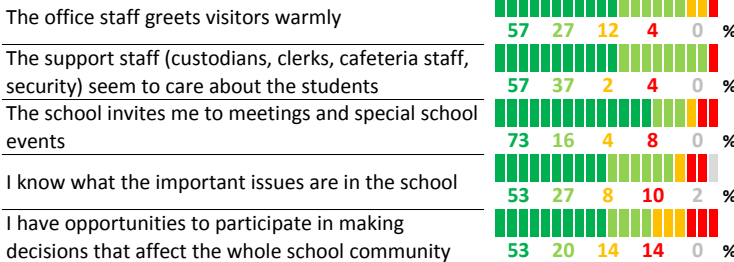 The office staff greets visitors warmly
57 27 12 4 0 %
The support staff (custodians, clerks, cafeteria staff,
security) seem to care about the students
57 37 2 4 0 %
The school invites me to meetings and special school
events
73 16 4 8 0 %
I know what the important issues are in the school
53 27 8 10 2 %
I have opportunities to participate in making
decisions that affect the whole school community
53 20 14 14 0 %